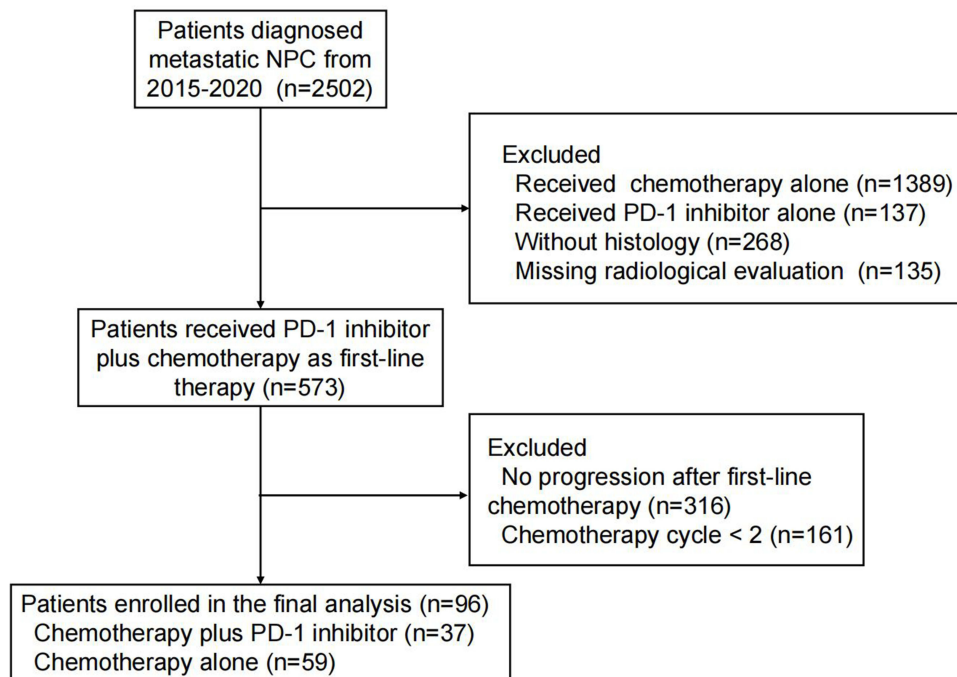 Patients diagnosed
metastatic NPC from
2015-2020 (n=2502)
Excluded
Received chemotherapy alone (n=1389)
Received PD-1 inhibitor alone (n=137)
Without histology (n=268)
Missing radiological evaluation (n=135)
Patients received PD-1 inhibitor
plus chemotherapy as first-line
therapy (n=573)
Excluded
No progression after first-line
chemotherapy (n=316)
Chemotherapy cycle < 2 (n=161)
Patients enrolled in the final analysis (n=96)
Chemotherapy plus PD-1 inhibitor (n=37)
Chemotherapy alone (n=59)